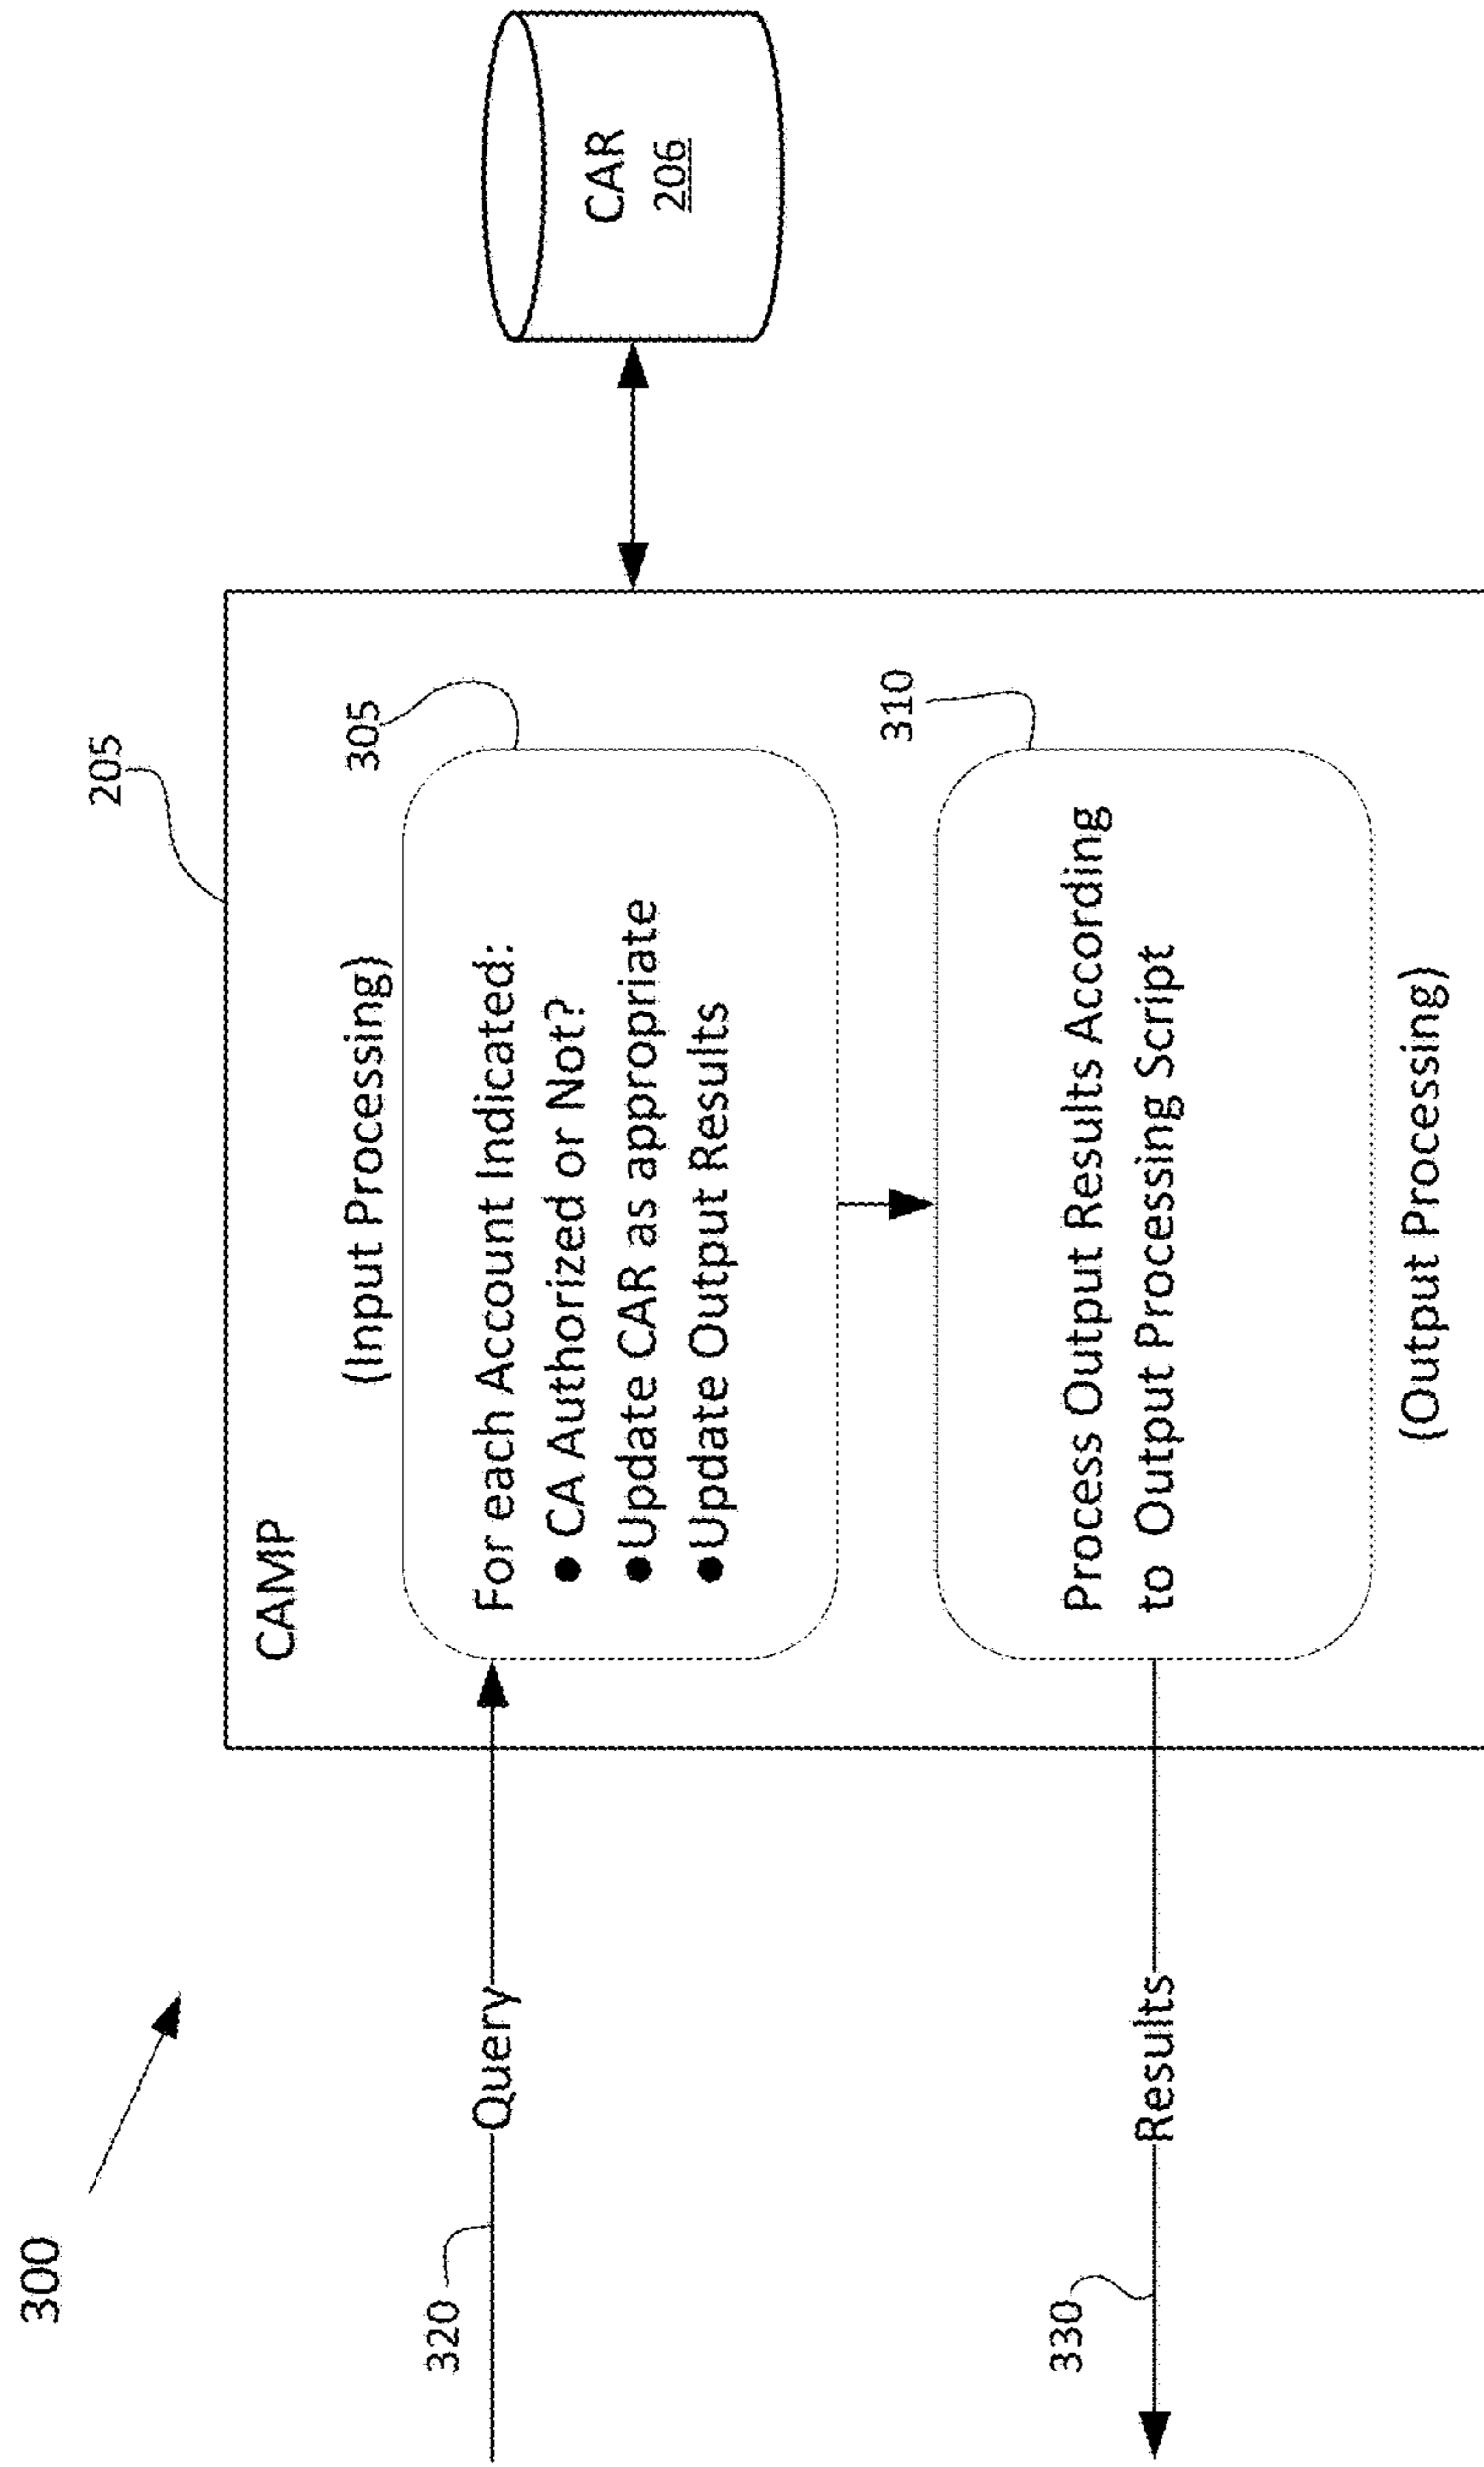 300
205
CAMP
(Input Processing)
305
320
Query
For each Account Indicated:
● CA Authorized or Not?
● Update CAR as appropriate
● Update Output Results
CAR
206
310
330
Results
Process Output Results According
to Output Processing Script
(Output Processing)